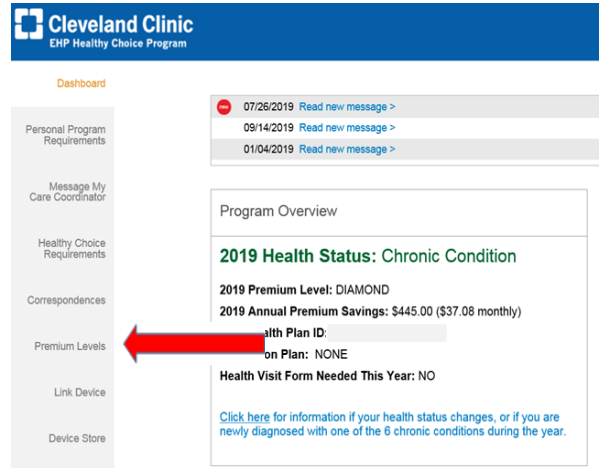 Cleveland Clinic
EHP Healthy Choice Program
Dashboard
Personal Program
Requirements
Message My
Care Coordinator
Healthy Choice
Requirements
Correspondences
Premium Levels
Link Device
Device Store
07/26/2019 Read new message >
09/14/2019 Read new message >
01/04/2019 Read new message >
Program Overview
2019 Health Status: Chronic Condition
2019 Premium Level: DIAMOND
2019 Annual Premium Savings: $445.00 ($37.08 monthly)
Plan ID:
Plan: NONE
Health Visit Form Needed This Year: NO
Click here for information if your health status changes, or if you are
newly diagnosed with one of the 6 chronic conditions during the year.